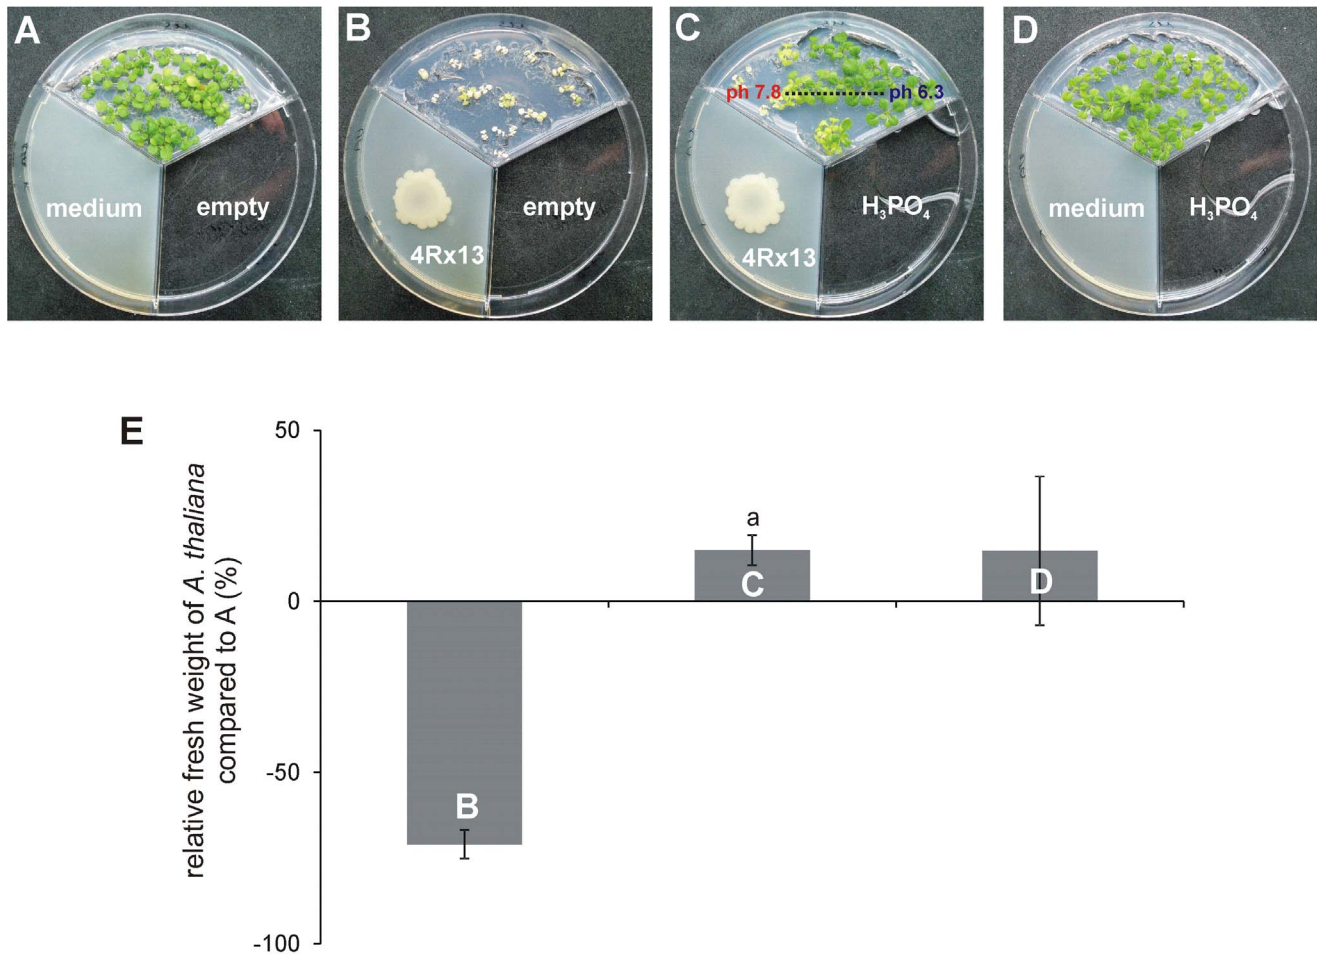 A
B
C
D
ph 7.8
ph 6.3
medium
empty
4Rx13
empty
4Rx13
H₃PO₄
medium
H₃PO₄
E
relative fresh weight of A. thaliana
compared to A (%)
50
0
-50
-100
a
B
C
D